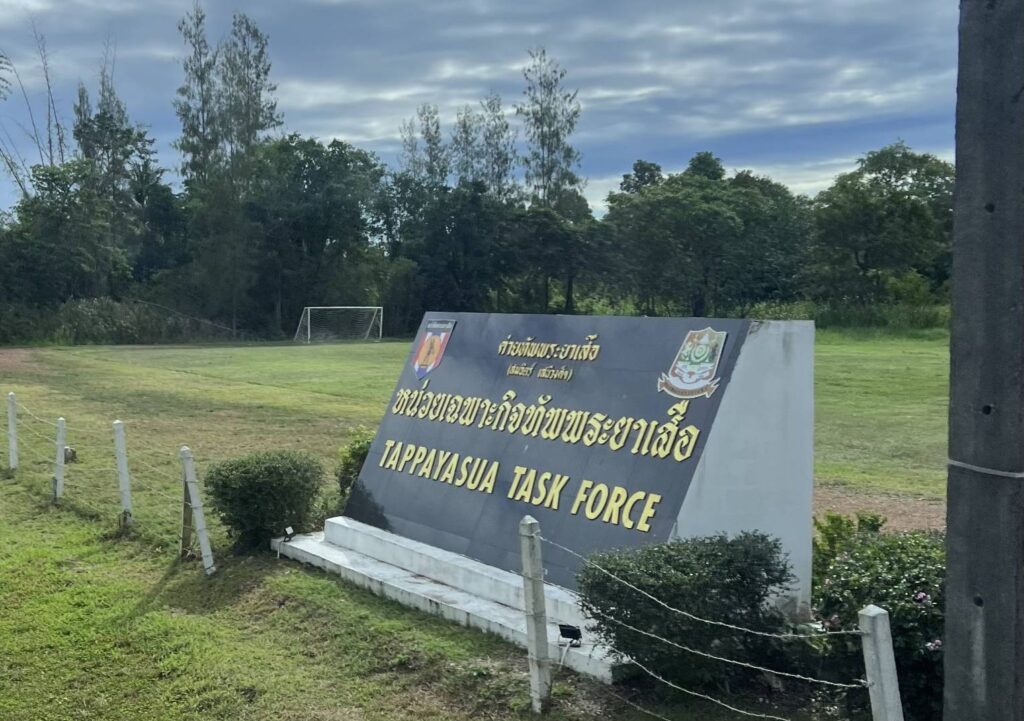 ค่ายทัพพระยาเสือ
หน่วยเฉพาะกิจทัพพระยาเสือ
TAPPAYASUA TASK FORCE